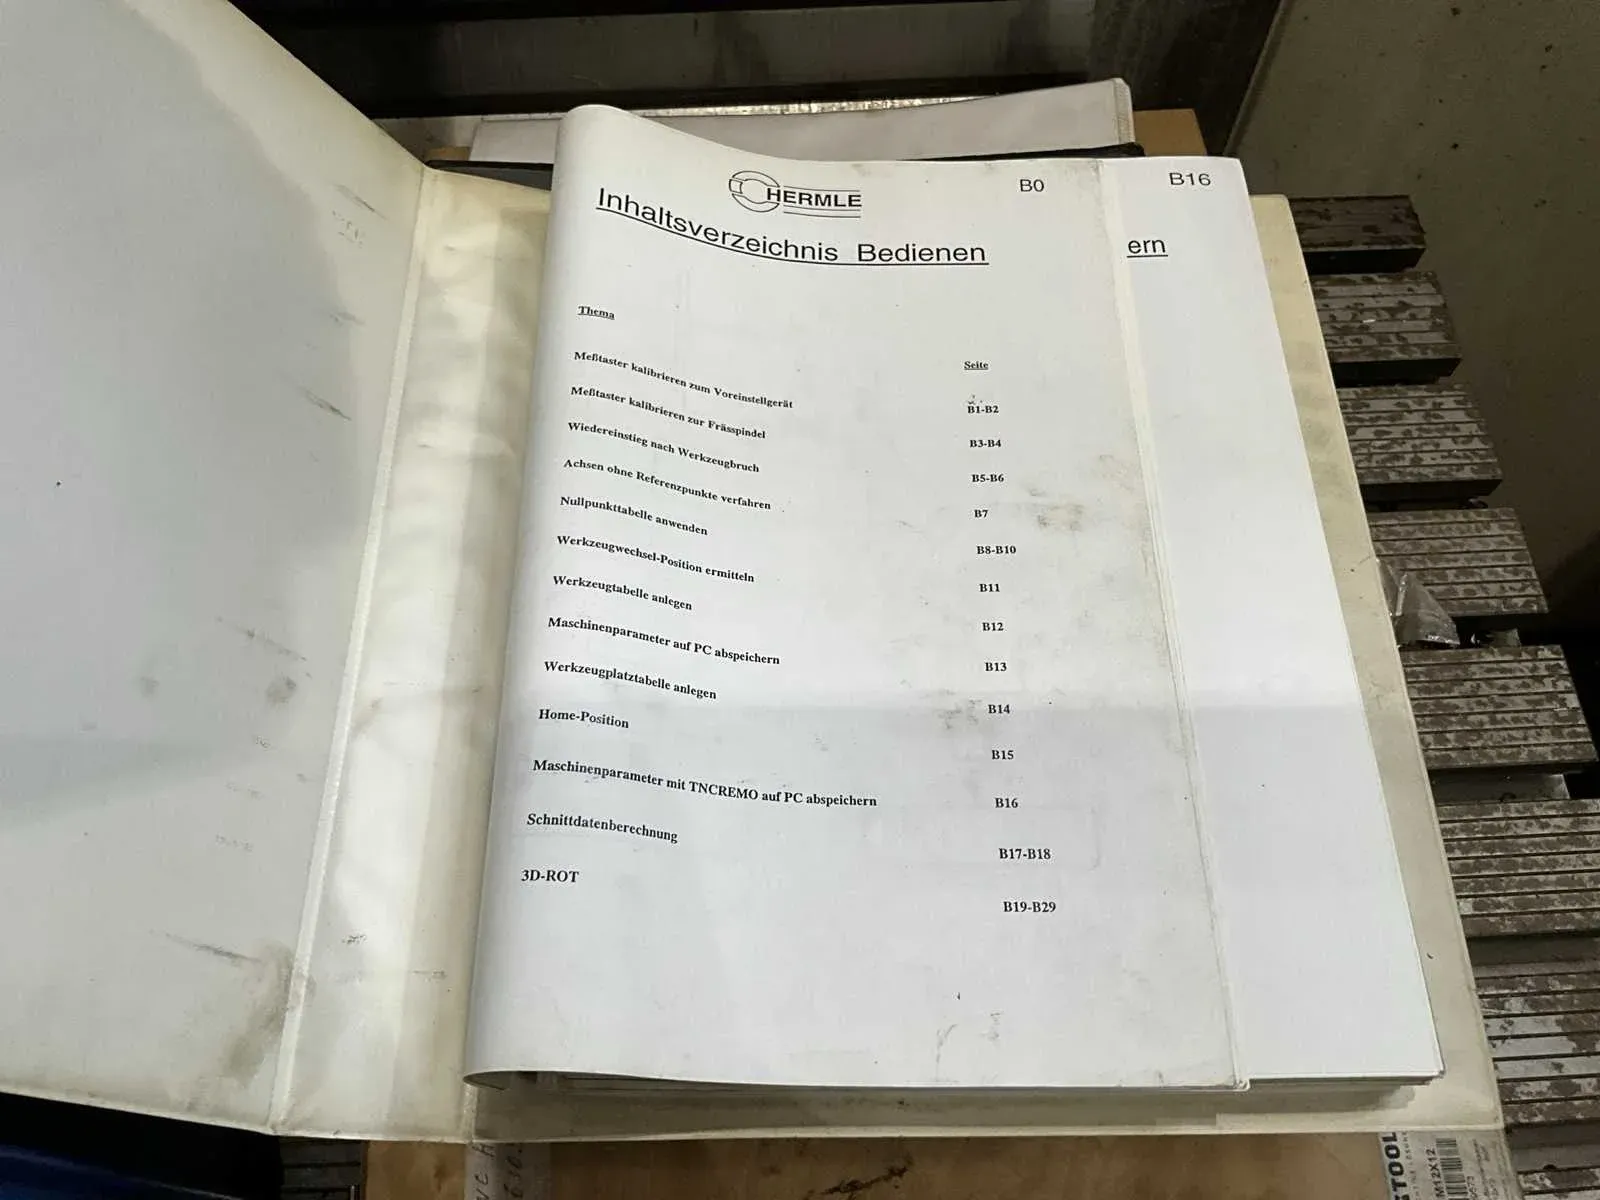 HERMLE
B0
B16
Inhaltsverzeichnis Bedienen
ern
Thema
Seite
Meßtaster kalibrieren zum Voreinstellgerät
B1-B2
Meßtaster kalibrieren zur Frässpindel
B3-B4
Wiedereinstieg nach Werkzeugbruch
B5-B6
Achsen ohne Referenzpunkte verfahren
B7
Nullpunkttabelle anwenden
B8-B10
Werkzeugwechsel-Position ermitteln
B11
Werkzeugtabelle anlegen
B12
Maschinenparameter auf PC abspeichern
B13
Werkzeugplatztabelle anlegen
B14
Home-Position
B15
Maschinenparameter mit TNCREMO auf PC abspeichern
B16
Schnittdatenberechnung
B17-B18
3D-ROT
B19-B29
TOOL
M12X12